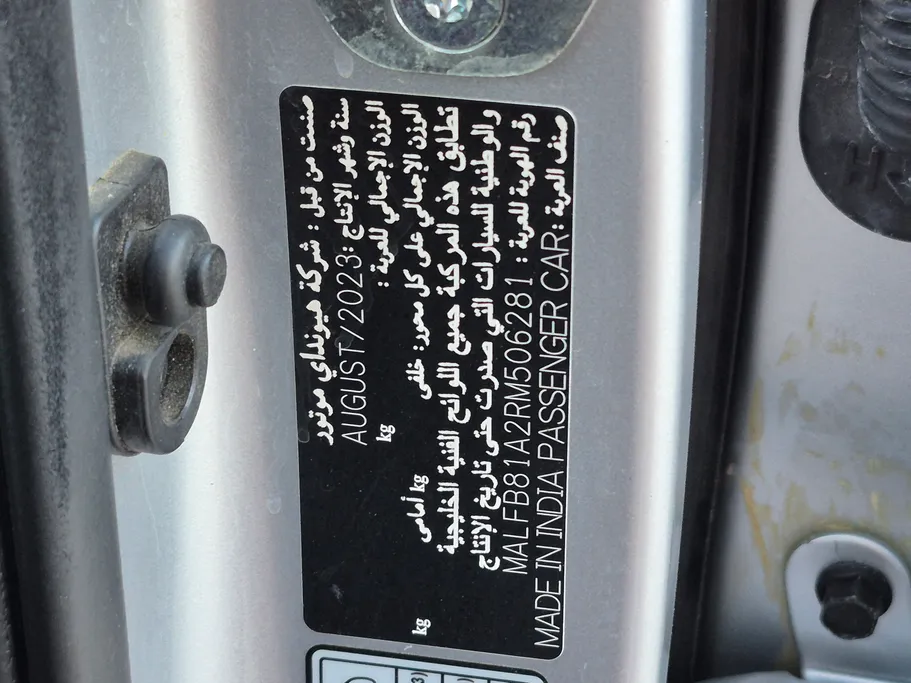 صنعت من قبل : شركة هيونداي موتور
سنة وشهر الإنتاج: AUGUST/2023
الوزن الإجمالي للعربة : kg
الوزن الإجمالي على كل محور: خلفى kg أمامى kg
تطابق هذه المركبة جميع اللوائح الفنية الخليجية
والوطنية للسيارات التي صدرت حتى تاريخ الإنتاج
رقم الهوية للعربة : MALFB81A2RM506281
صنف العربة: MADE IN INDIA PASSENGER CAR